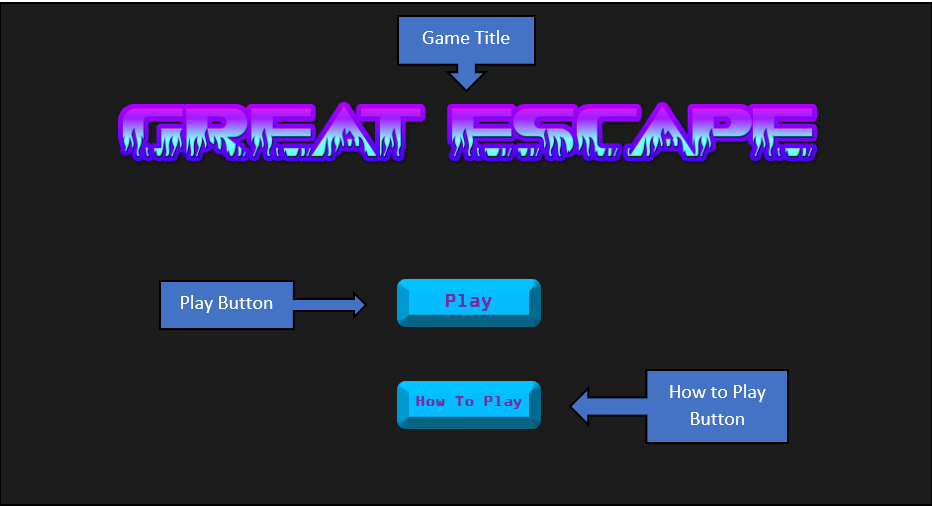 Game Title
GREAT ESCAPE
Play Button
Play
How To Play
How to Play
Button